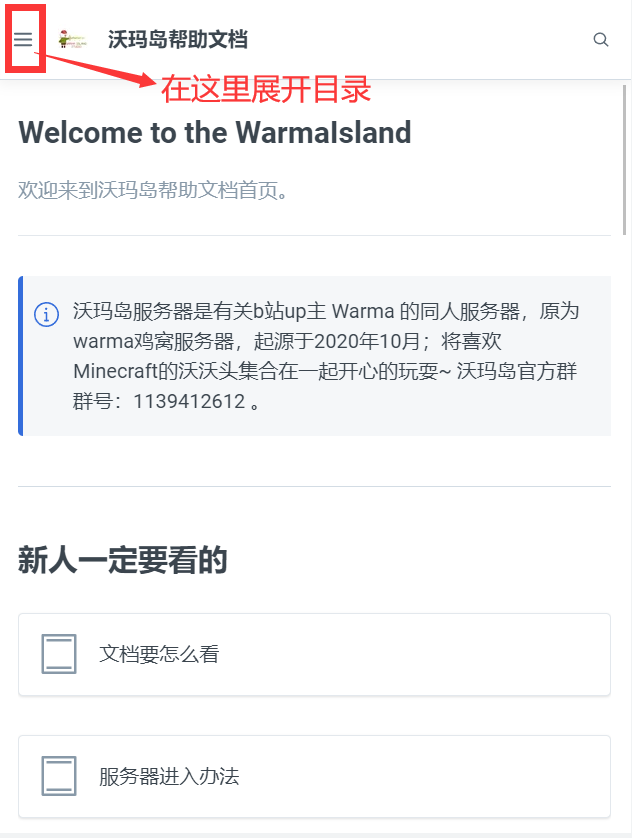 沃玛岛帮助文档
在这里展开目录
Welcome to the WarmaIsland
欢迎来到沃玛岛帮助文档首页。
沃玛岛服务器是有关b站up主 Warma 的同人服务器，原为
warma鸡窝服务器，起源于2020年10月；将喜欢
Minecraft的沃沃头集合在一起开心的玩耍~ 沃玛岛官方群
群号：1139412612 。
新人一定要看的
文档要怎么看
服务器进入办法